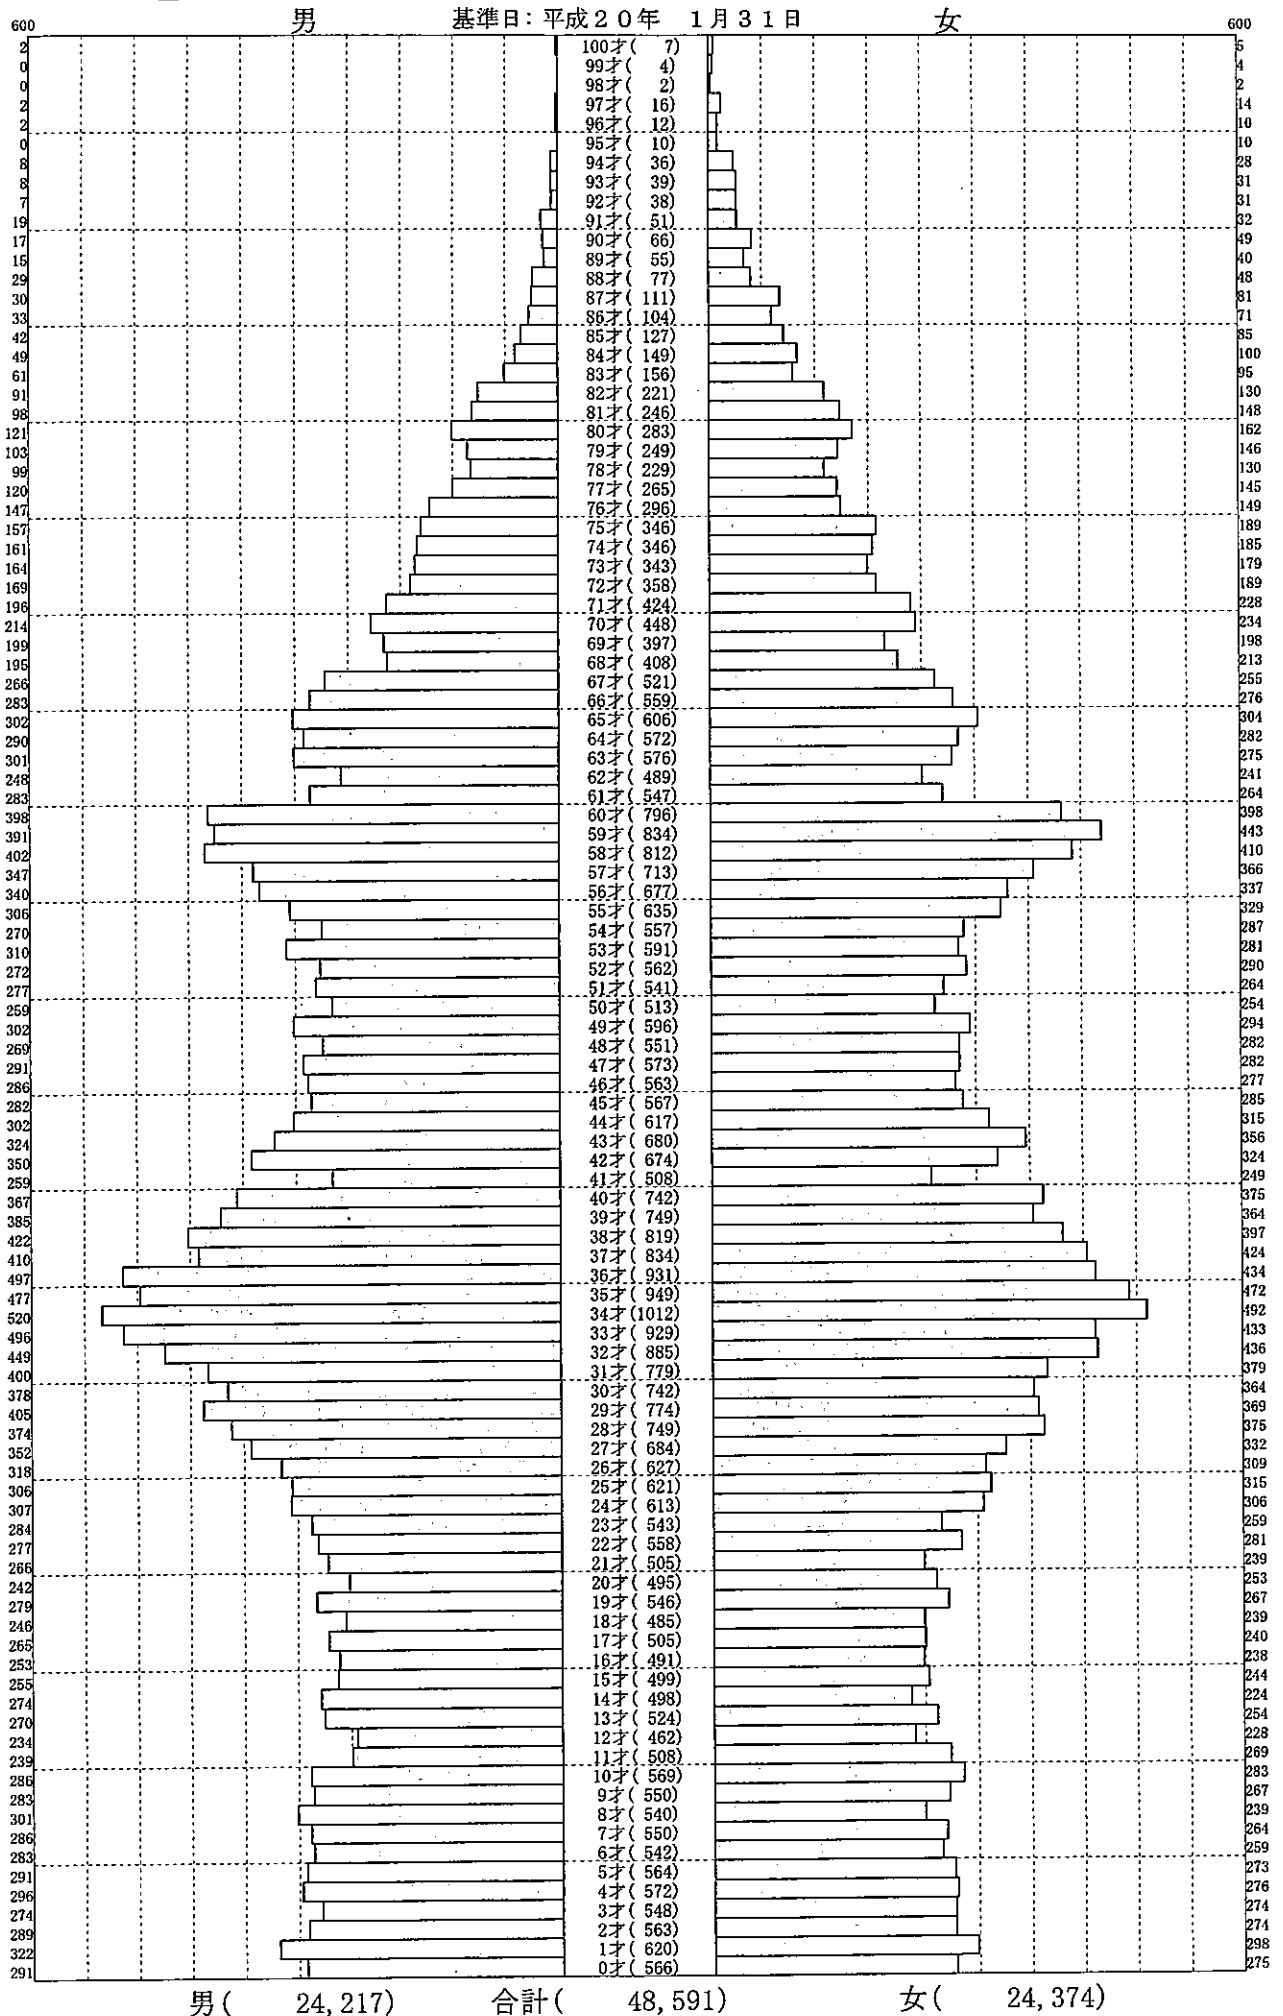 男 基準日：平成２０年　１月３１日 女
600 600
2 100才( 7) 5
0 99才( 4) 4
0 98才( 2) 2
2 97才( 16) 14
2 96才( 12) 10
0 95才( 10) 10
8 94才( 36) 28
8 93才( 39) 31
7 92才( 38) 31
19 91才( 51) 32
17 90才( 66) 49
15 89才( 55) 40
29 88才( 77) 48
30 87才( 111) 81
33 86才( 104) 71
42 85才( 127) 85
49 84才( 149) 100
61 83才( 156) 95
91 82才( 221) 130
98 81才( 246) 148
121 80才( 283) 162
103 79才( 249) 146
99 78才( 229) 130
120 77才( 265) 145
147 76才( 296) 149
157 75才( 346) 189
161 74才( 346) 185
164 73才( 343) 179
169 72才( 358) 189
196 71才( 424) 228
214 70才( 448) 234
199 69才( 397) 198
195 68才( 408) 213
266 67才( 521) 255
283 66才( 559) 276
302 65才( 606) 304
290 64才( 572) 282
301 63才( 576) 275
248 62才( 489) 241
283 61才( 547) 264
398 60才( 796) 398
391 59才( 834) 443
402 58才( 812) 410
347 57才( 713) 366
340 56才( 677) 337
306 55才( 635) 329
270 54才( 557) 287
310 53才( 591) 281
272 52才( 562) 290
277 51才( 541) 264
259 50才( 513) 254
302 49才( 596) 294
269 48才( 551) 282
291 47才( 573) 282
286 46才( 563) 277
282 45才( 567) 285
302 44才( 617) 315
324 43才( 680) 356
350 42才( 674) 324
259 41才( 508) 249
367 40才( 742) 375
385 39才( 749) 364
422 38才( 819) 397
410 37才( 834) 424
497 36才( 931) 434
477 35才( 949) 472
520 34才(1012) 492
496 33才( 929) 433
449 32才( 885) 436
400 31才( 779) 379
378 30才( 742) 364
405 29才( 774) 369
374 28才( 749) 375
352 27才( 684) 332
318 26才( 627) 309
306 25才( 621) 315
307 24才( 613) 306
284 23才( 543) 259
277 22才( 558) 281
266 21才( 505) 239
242 20才( 495) 253
279 19才( 546) 267
246 18才( 485) 239
265 17才( 505) 240
253 16才( 491) 238
255 15才( 499) 244
274 14才( 498) 224
270 13才( 524) 254
234 12才( 462) 228
239 11才( 508) 269
286 10才( 569) 283
283 9才( 550) 267
301 8才( 540) 239
286 7才( 550) 264
283 6才( 542) 259
291 5才( 564) 273
296 4才( 572) 276
274 3才( 548) 274
289 2才( 563) 274
322 1才( 620) 298
291 0才( 566) 275
男( 24,217) 合計( 48,591) 女( 24,374)